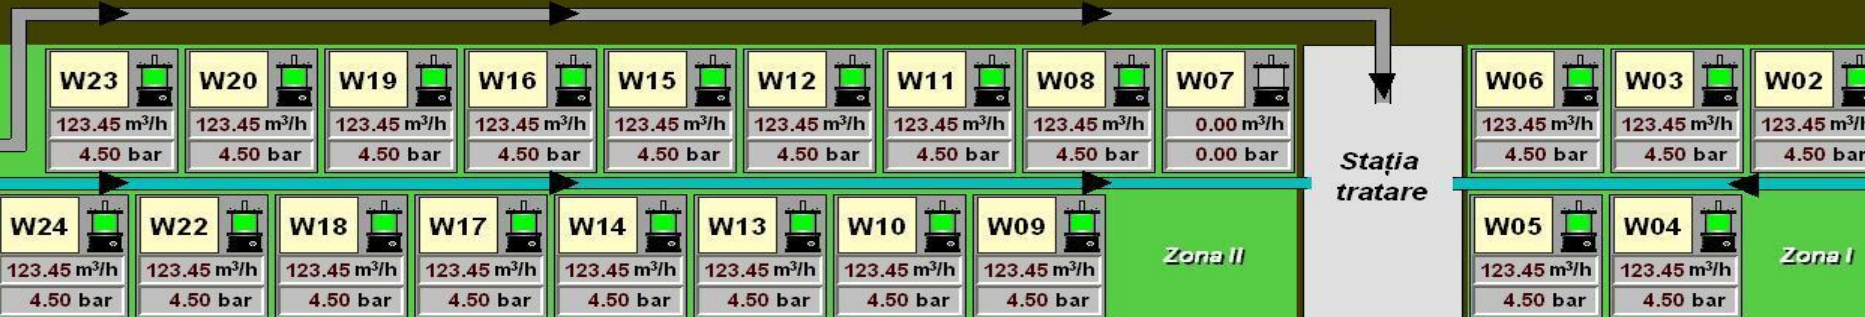 W23 W20 W19 W16 W15 W12 W11 W08 W07 W06 W03 W02
123.45 m³/h 123.45 m³/h 123.45 m³/h 123.45 m³/h 123.45 m³/h 123.45 m³/h 123.45 m³/h 123.45 m³/h 0.00 m³/h 123.45 m³/h 123.45 m³/h 123.45 m³/h
4.50 bar 4.50 bar 4.50 bar 4.50 bar 4.50 bar 4.50 bar 4.50 bar 4.50 bar 0.00 bar 4.50 bar 4.50 bar 4.50 bar
Stația
tratare
W24 W22 W18 W17 W14 W13 W10 W09 W05 W04
Zona II Zona I
123.45 m³/h 123.45 m³/h 123.45 m³/h 123.45 m³/h 123.45 m³/h 123.45 m³/h 123.45 m³/h 123.45 m³/h 123.45 m³/h 123.45 m³/h
4.50 bar 4.50 bar 4.50 bar 4.50 bar 4.50 bar 4.50 bar 4.50 bar 4.50 bar 4.50 bar 4.50 bar